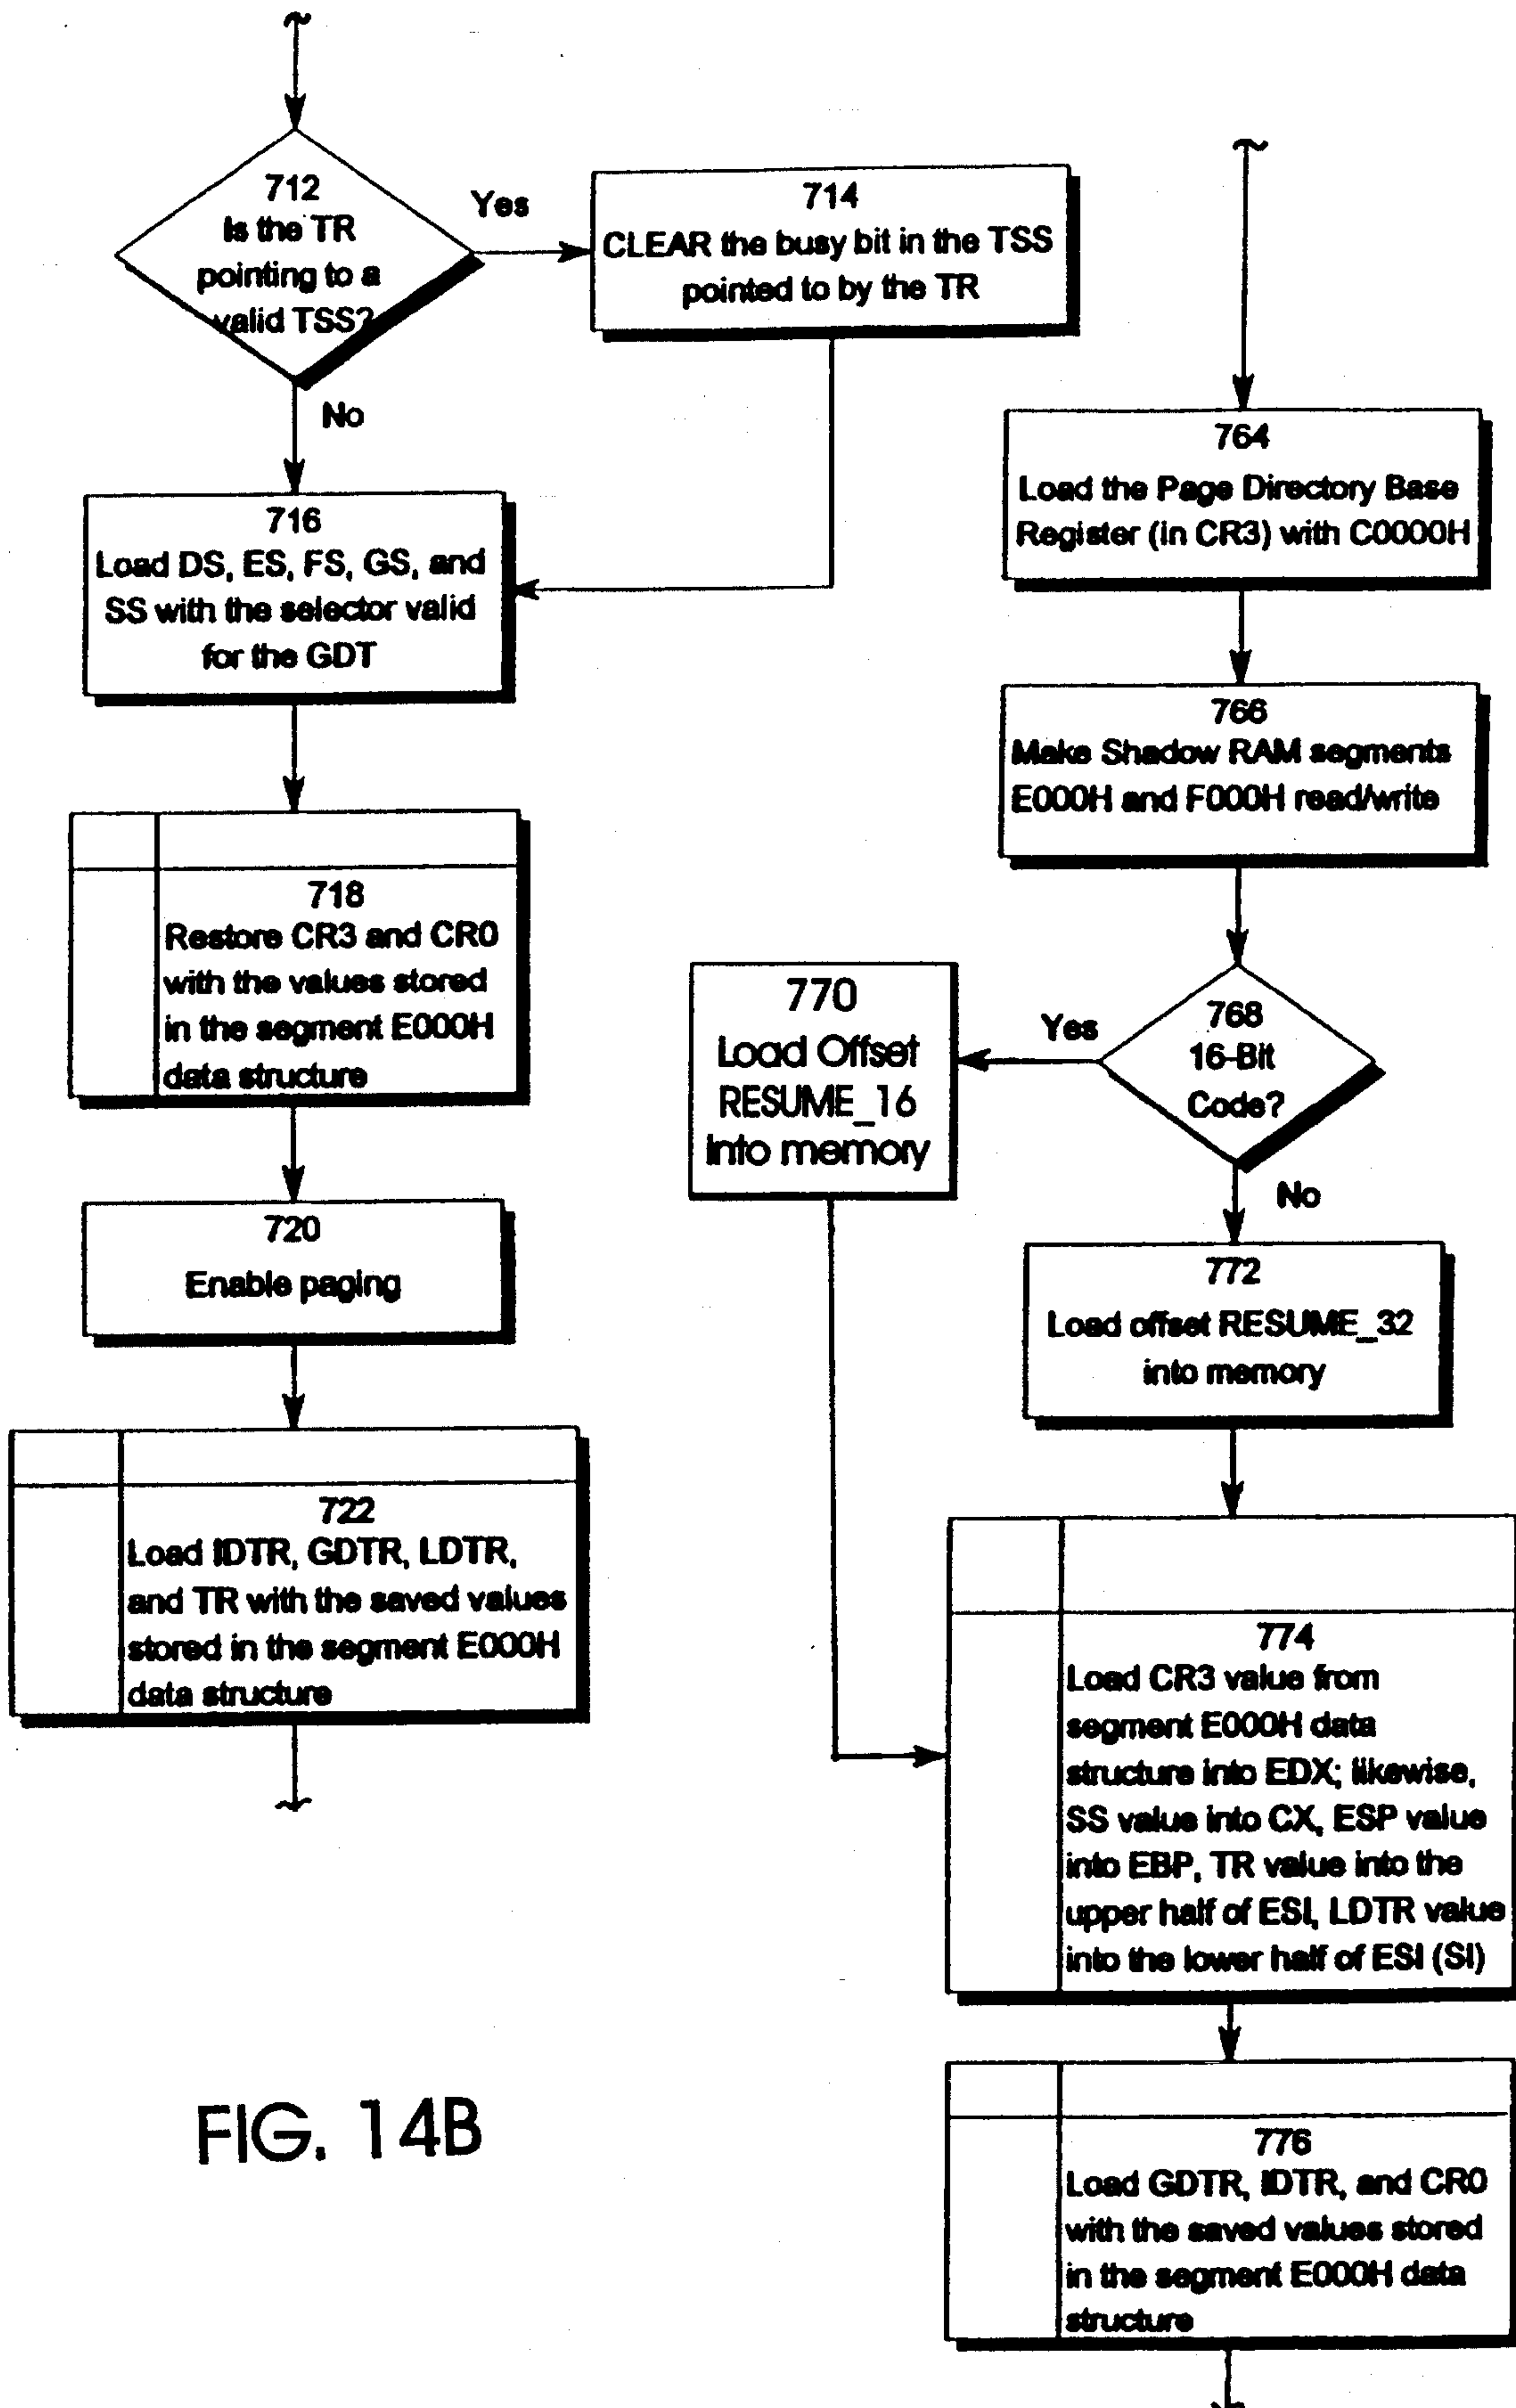 712
Is the TR
pointing to a
valid TSS?
Yes
No
714
CLEAR the busy bit in the TSS
pointed to by the TR
716
Load DS, ES, FS, GS, and
SS with the selector valid
for the GDT
718
Restore CR3 and CR0
with the values stored
in the segment E000H
data structure
720
Enable paging
722
Load IDTR, GDTR, LDTR,
and TR with the saved values
stored in the segment E000H
data structure
764
Load the Page Directory Base
Register (in CR3) with C0000H
766
Make Shadow RAM segments
E000H and F000H read/write
768
16-Bit
Code?
Yes
No
770
Load Offset
RESUME_16
into memory
772
Load offset RESUME_32
into memory
774
Load CR3 value from
segment E000H data
structure into EDX; likewise,
SS value into CX, ESP value
into EBP, TR value into the
upper half of ESI, LDTR value
into the lower half of ESI (SI)
776
Load GDTR, IDTR, and CR0
with the saved values stored
in the segment E000H data
structure
FIG. 14B